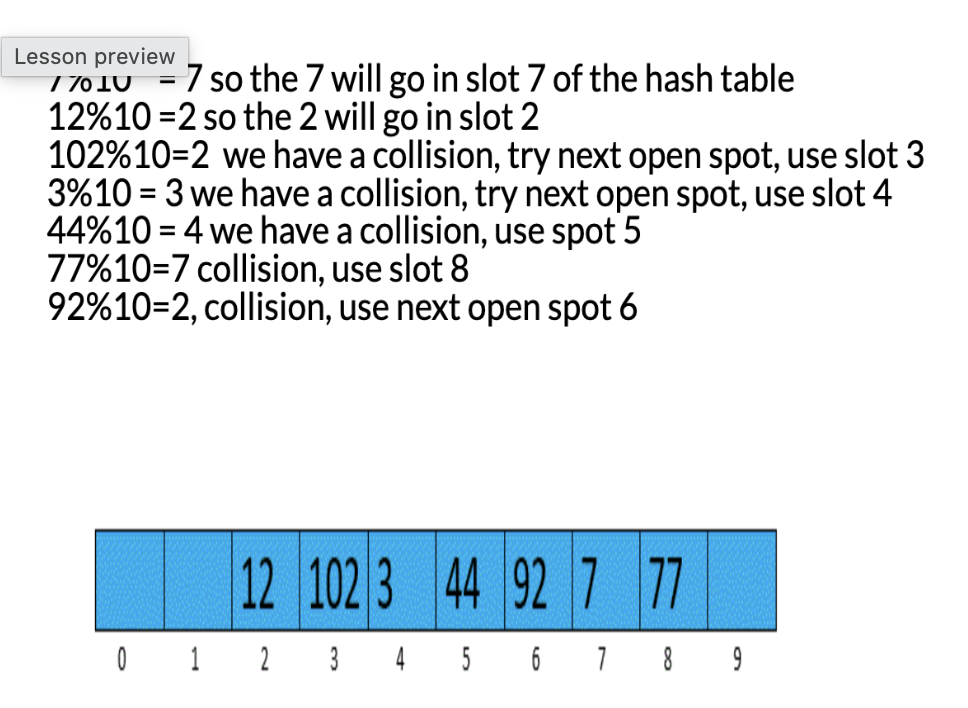 Lesson preview
7%10 = 7 so the 7 will go in slot 7 of the hash table
12%10 =2 so the 2 will go in slot 2
102%10=2 we have a collision, try next open spot, use slot 3
3%10 = 3 we have a collision, try next open spot, use slot 4
44%10 = 4 we have a collision, use spot 5
77%10=7 collision, use slot 8
92%10=2, collision, use next open spot 6
12 102 3 44 92 7 77
0 1 2 3 4 5 6 7 8 9